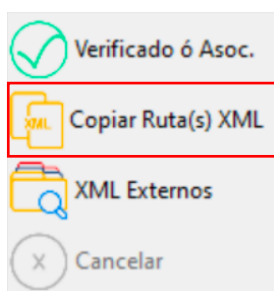 Verificado ó Asoc.
XML Copiar Ruta(s) XML
XML Externos
x Cancelar